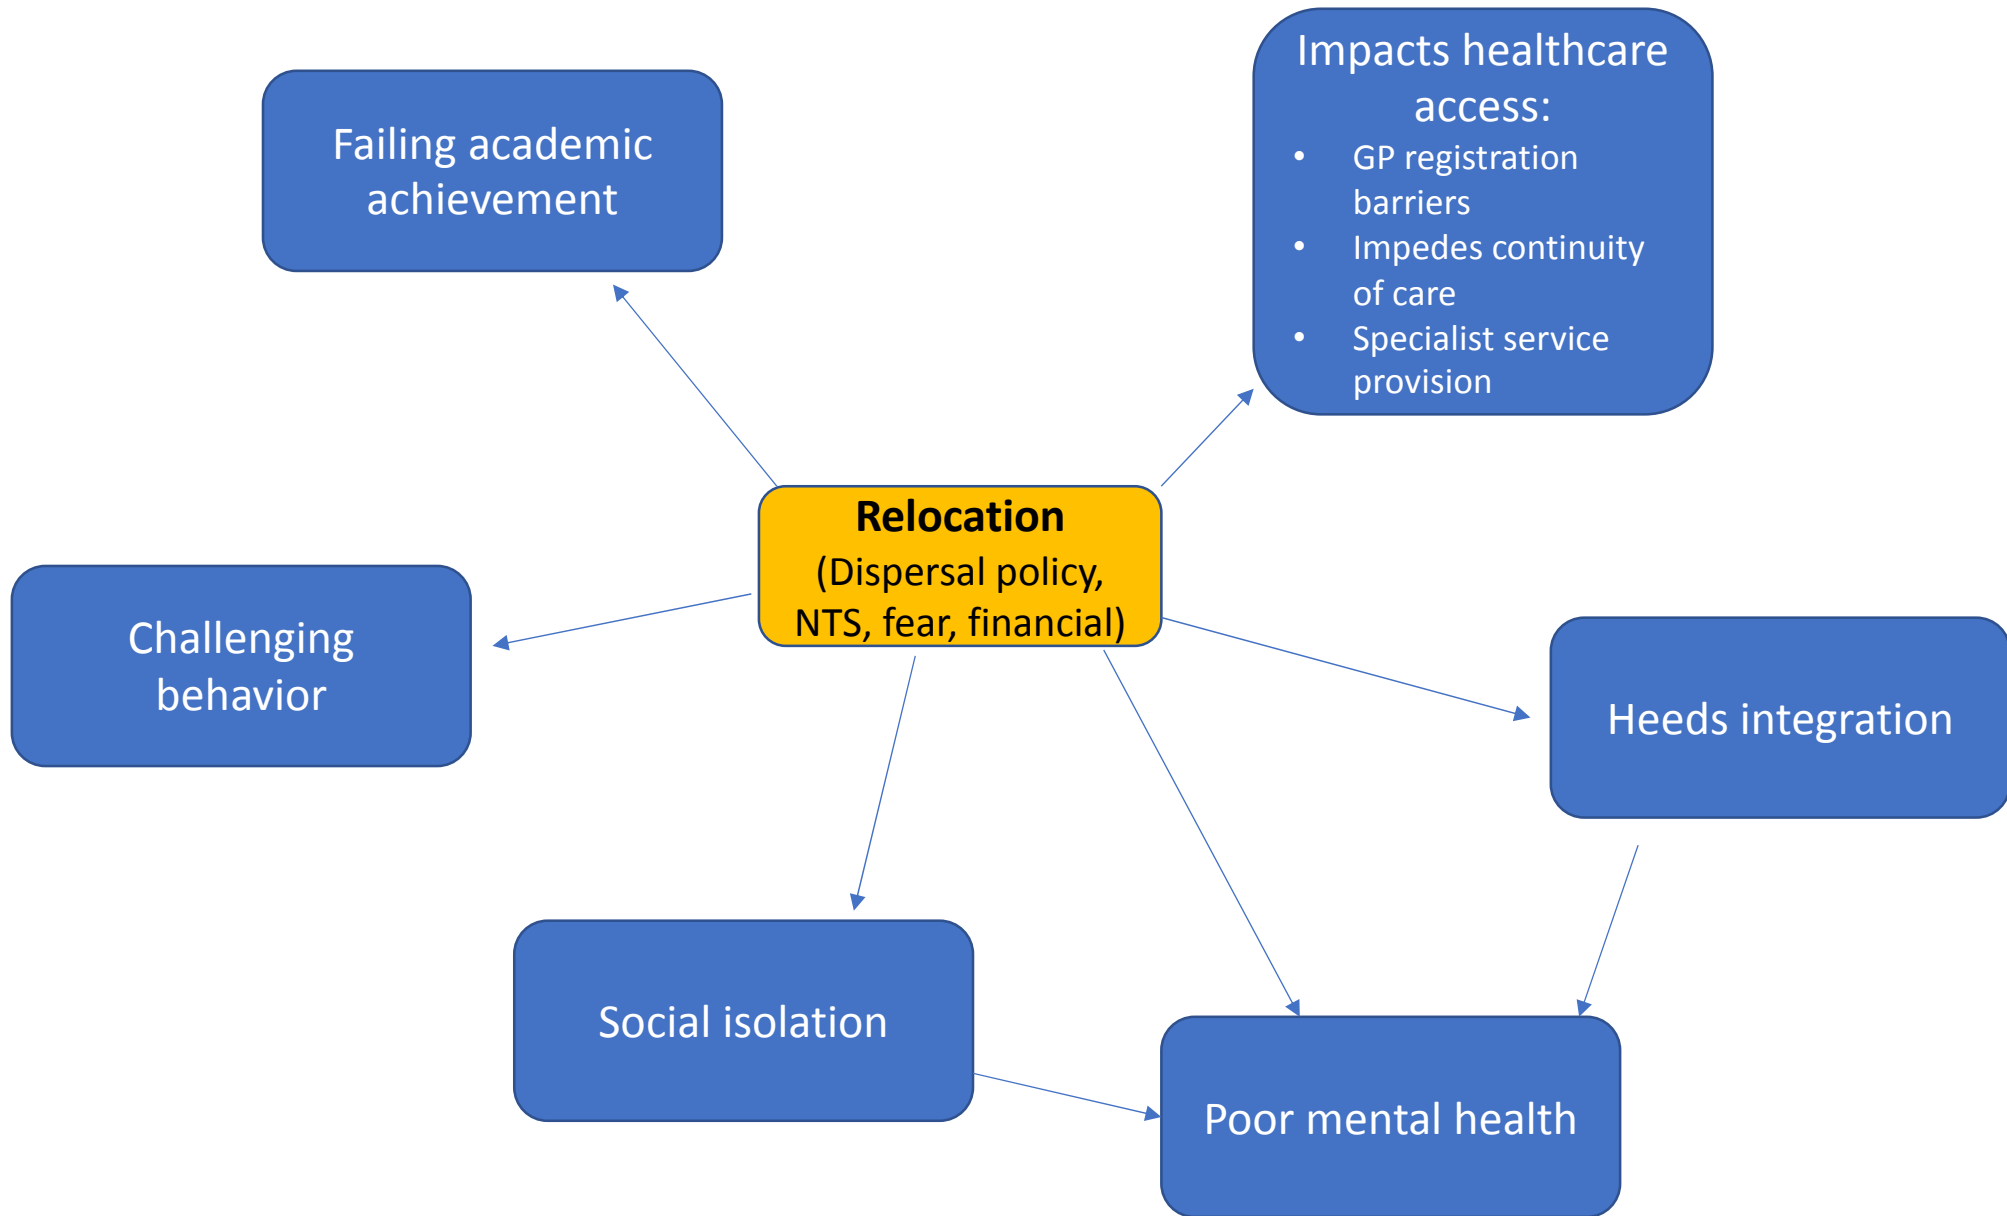 Impacts healthcare
access:
• GP registration
barriers
• Impedes continuity
of care
• Specialist service
provision
Failing academic
achievement
Relocation
(Dispersal policy,
NTS, fear, financial)
Challenging
behavior
Heeds integration
Social isolation
Poor mental health